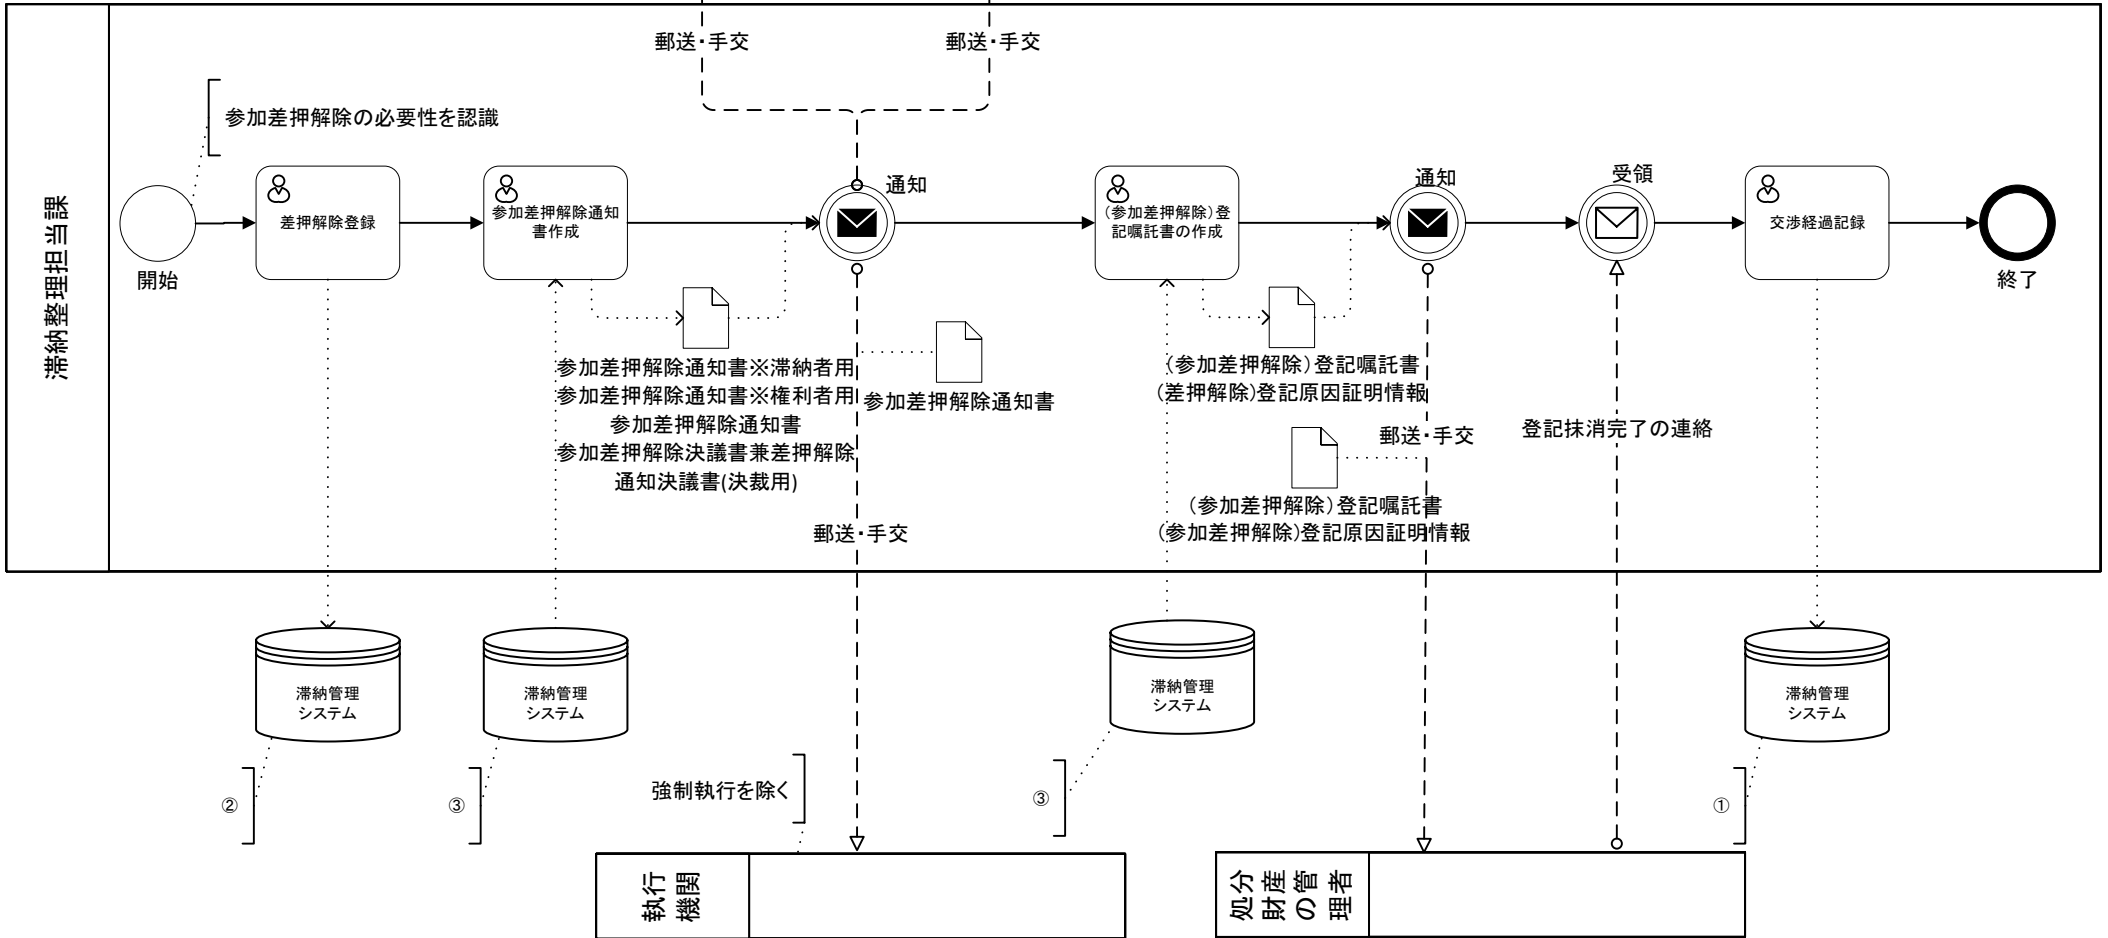 郵送・手交
郵送・手交
滞納整理担当課
参加差押解除の必要性を認識
開始
差押解除登録
参加差押解除通知
書作成
通知
(参加差押解除)登
記嘱託書の作成
通知
受領
交渉経過記録
終了
参加差押解除通知書※滞納者用
参加差押解除通知書※権利者用
参加差押解除通知書
参加差押解除決議書兼差押解除
通知決議書(決裁用)
参加差押解除通知書
郵送・手交
(参加差押解除)登記嘱託書
(差押解除)登記原因証明情報
郵送・手交
(参加差押解除)登記嘱託書
(参加差押解除)登記原因証明情報
登記抹消完了の連絡
滞納管理
システム
滞納管理
システム
滞納管理
システム
滞納管理
システム
②
③
強制執行を除く
③
①
執行
機関
処分
財産
の管
理者